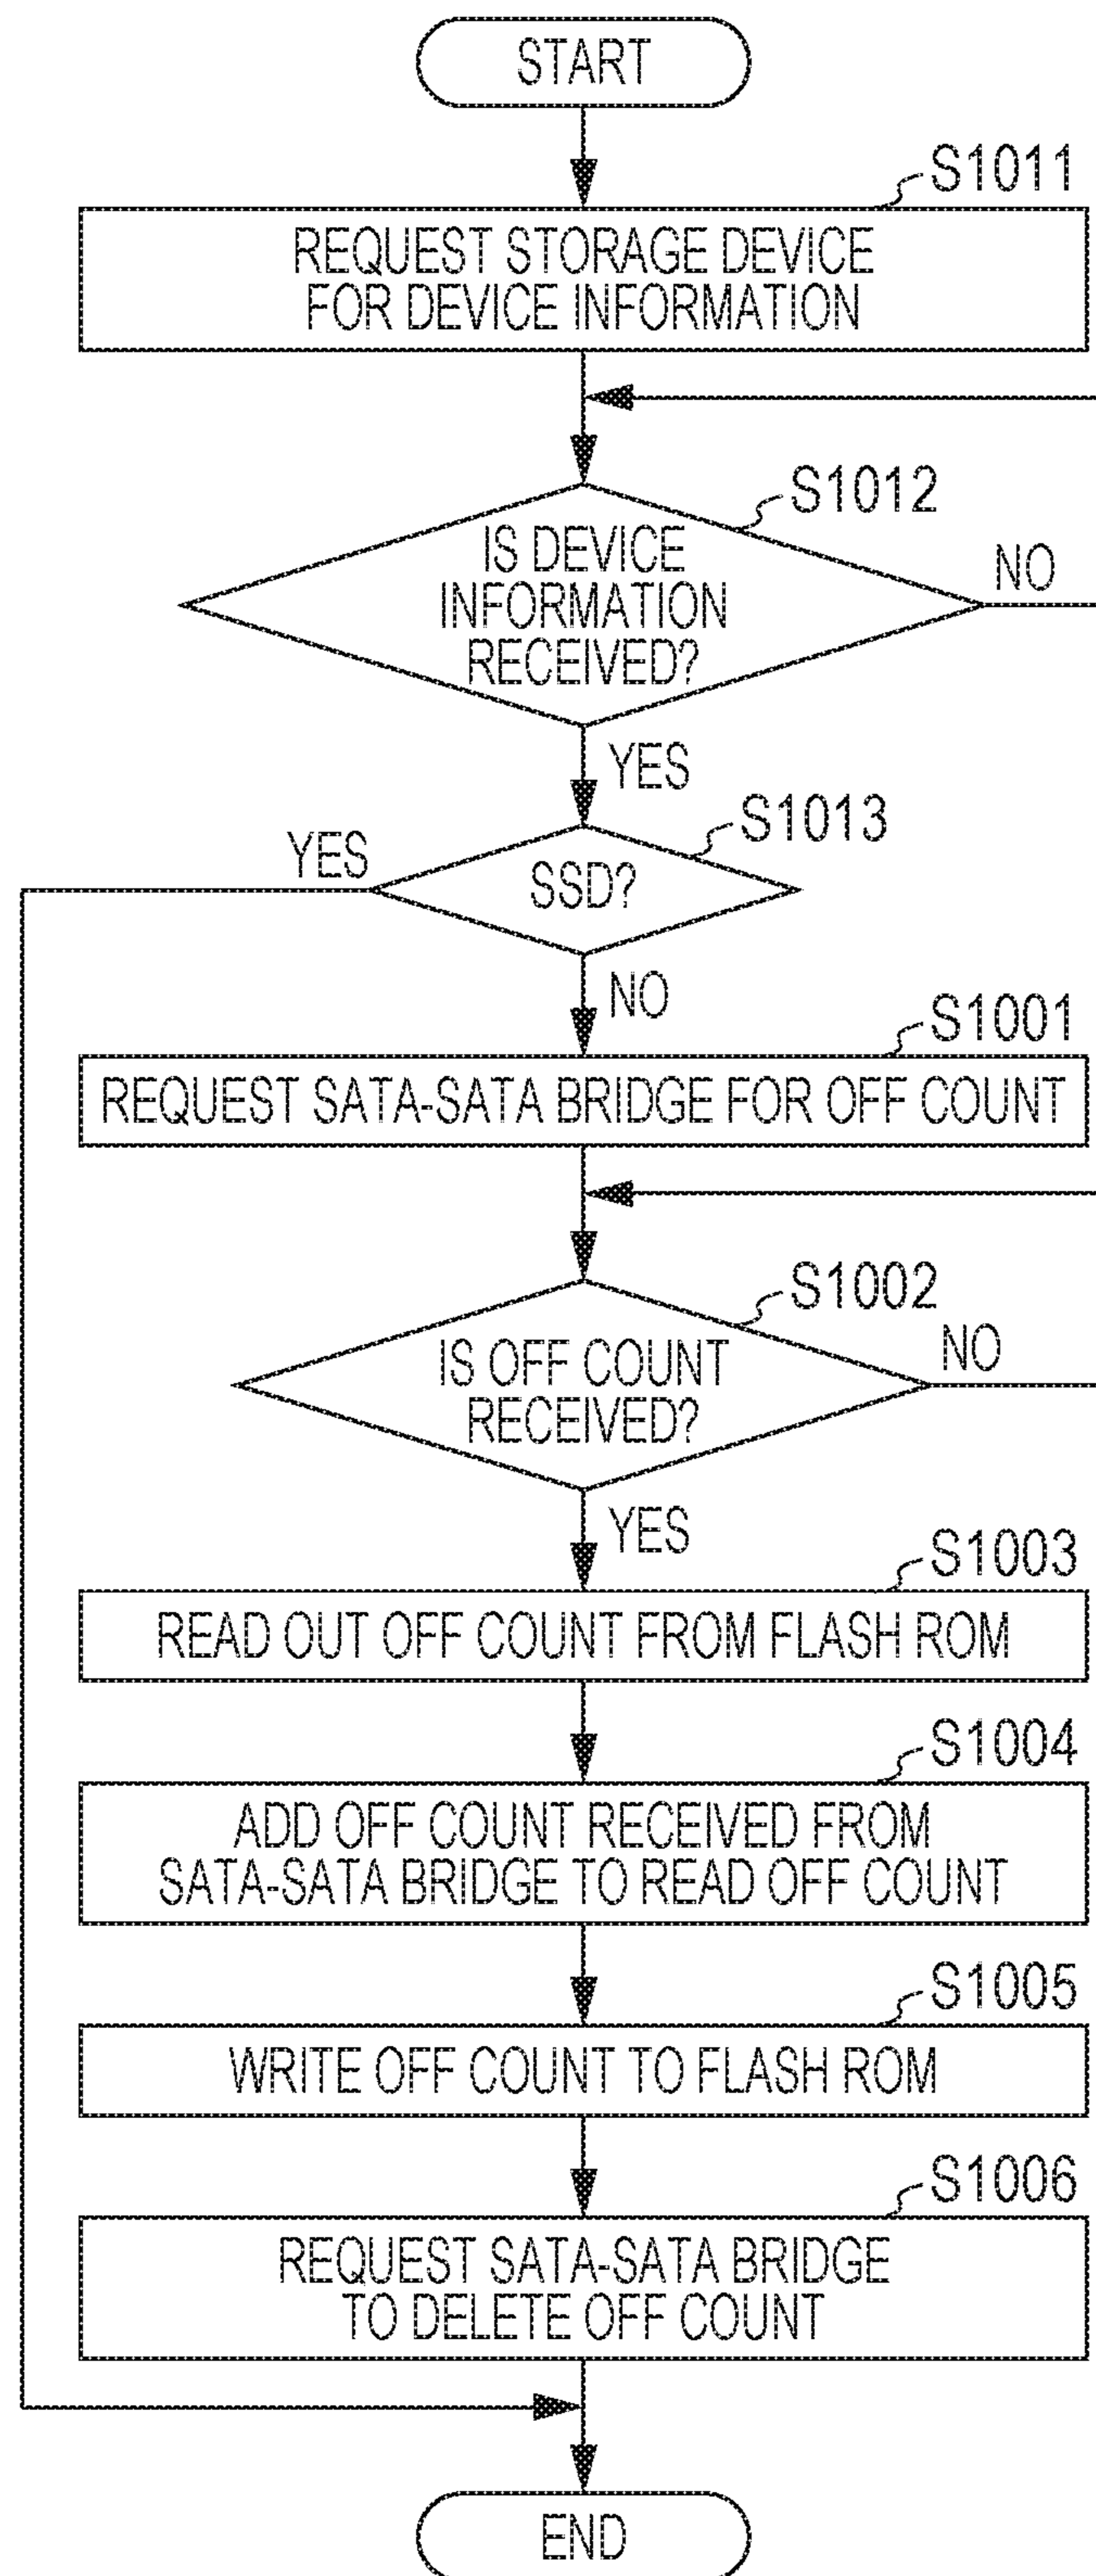 START
S1011
REQUEST STORAGE DEVICE
FOR DEVICE INFORMATION
S1012
IS DEVICE
INFORMATION
RECEIVED?
NO
YES
S1013
YES
SSD?
NO
S1001
REQUEST SATA-SATA BRIDGE FOR OFF COUNT
S1002
IS OFF COUNT
RECEIVED?
NO
YES
S1003
READ OUT OFF COUNT FROM FLASH ROM
S1004
ADD OFF COUNT RECEIVED FROM
SATA-SATA BRIDGE TO READ OFF COUNT
S1005
WRITE OFF COUNT TO FLASH ROM
S1006
REQUEST SATA-SATA BRIDGE
TO DELETE OFF COUNT
END